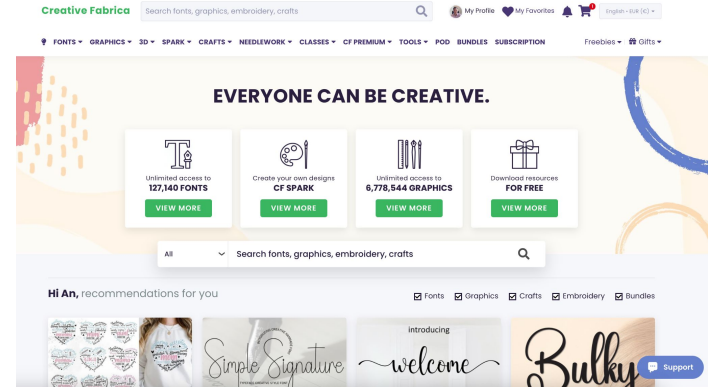 Creative Fabrica
Search fonts, graphics, embroidery, crafts
My Profile
My Favorites
English - EUR (€)
FONTS
GRAPHICS
3D
SPARK
CRAFTS
NEEDLEWORK
CLASSES
CF PREMIUM
TOOLS
POD
BUNDLES
SUBSCRIPTION
Freebies
Gifts
EVERYONE CAN BE CREATIVE.
Unlimited access to
127,140 FONTS
VIEW MORE
Create your own designs
CF SPARK
VIEW MORE
Unlimited access to
6,778,544 GRAPHICS
VIEW MORE
Download resources
FOR FREE
VIEW MORE
All
Search fonts, graphics, embroidery, crafts
Hi An, recommendations for you
Fonts
Graphics
Crafts
Embroidery
Bundles
Simple Signature
introducing
welcome
Bulky
Support